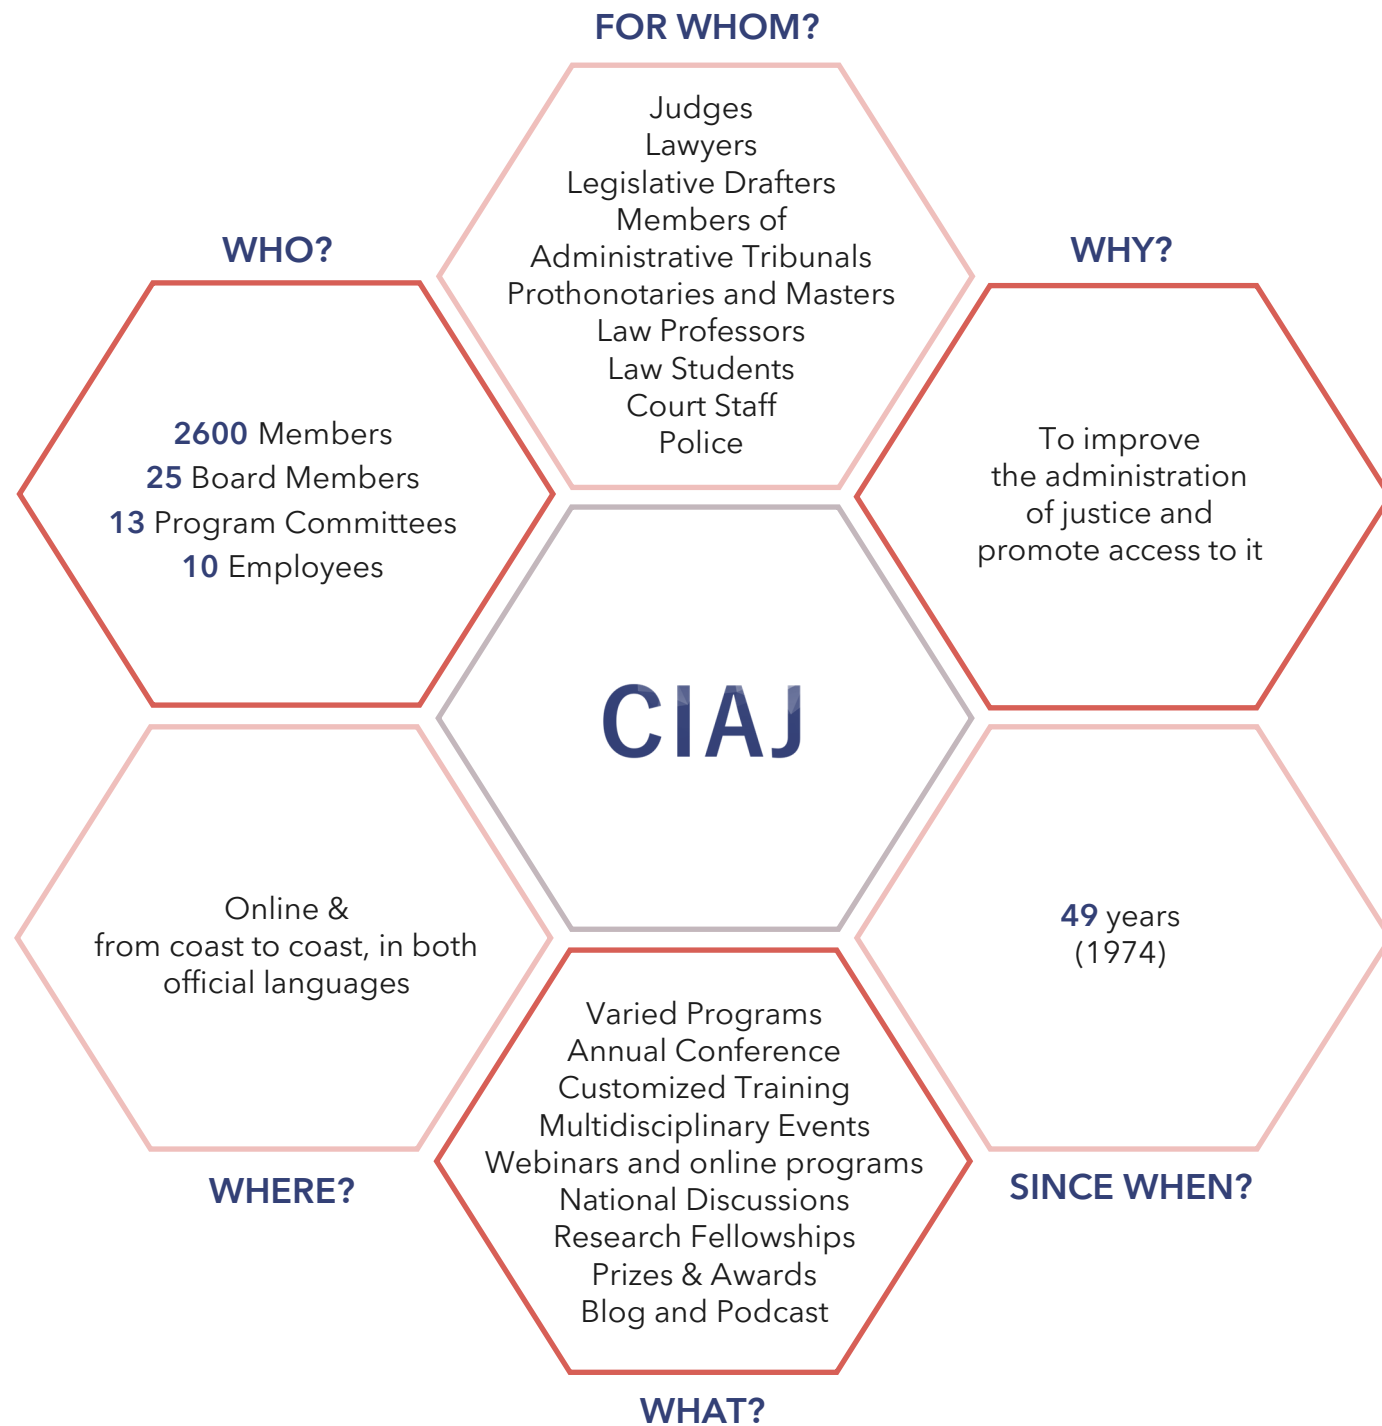 FOR WHOM?
Judges
Lawyers
Legislative Drafters
Members of
Administrative Tribunals
Prothonotaries and Masters
Law Professors
Law Students
Court Staff
Police
WHO?
2600 Members
25 Board Members
13 Program Committees
10 Employees
WHY?
To improve
the administration
of justice and
promote access to it
CIAJ
Online &
from coast to coast, in both
official languages
WHERE?
49 years
(1974)
SINCE WHEN?
Varied Programs
Annual Conference
Customized Training
Multidisciplinary Events
Webinars and online programs
National Discussions
Research Fellowships
Prizes & Awards
Blog and Podcast
WHAT?